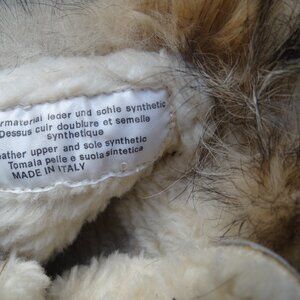 rmaterial leder und sohle synthetic
Dessus cuir doublure et semelle
synthetique
eather upper and sole synthetic
Tomaia pelle e suola sintetica
MADE IN ITALY